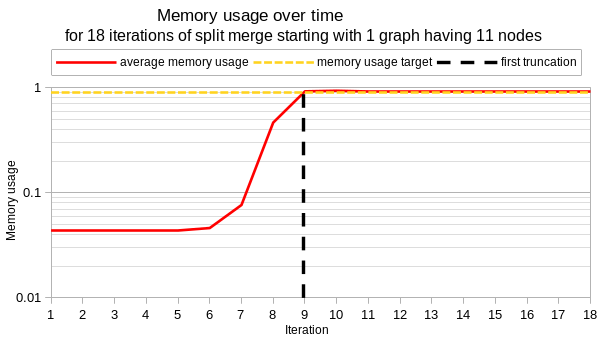 Memory usage over time
for 18 iterations of split merge starting with 1 graph having 11 nodes
average memory usage memory usage target first truncation
1
0.1
0.01
Memory usage
1 2 3 4 5 6 7 8 9 10 11 12 13 14 15 16 17 18
Iteration